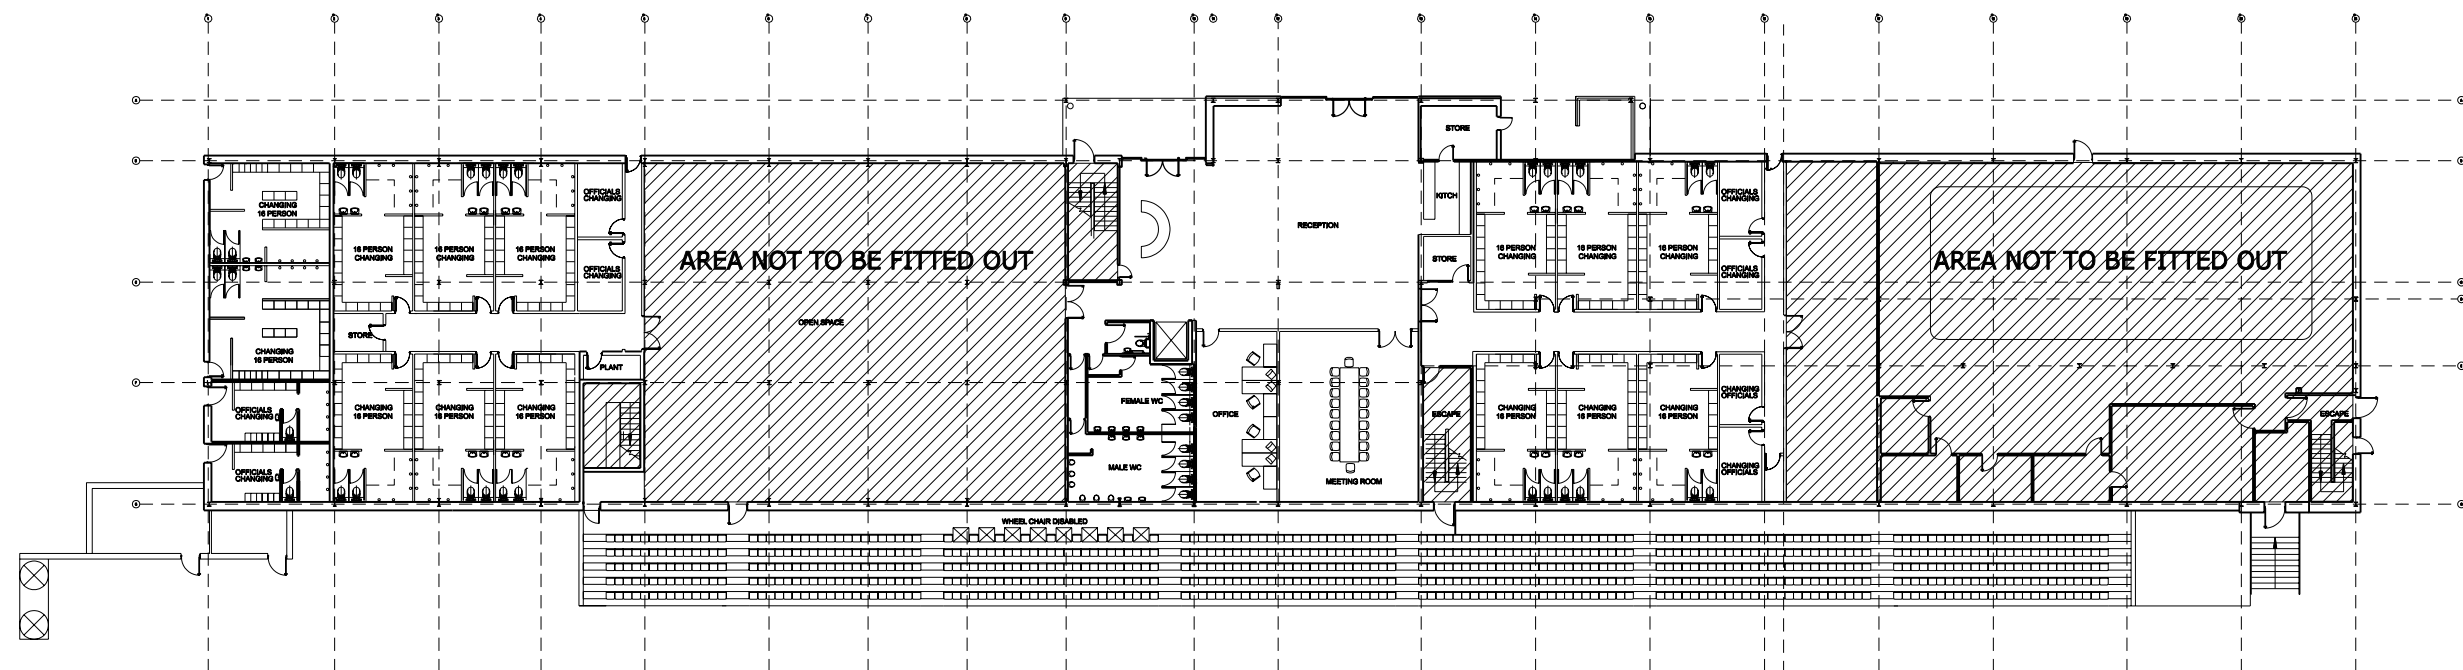 STORE
CHANGING
16 PERSON
16 PERSON
CHANGING
16 PERSON
CHANGING
16 PERSON
CHANGING
OFFICIALS
CHANGING
OFFICIALS
CHANGING
AREA NOT TO BE FITTED OUT
OPEN SPACE
RECEPTION
KITCH
STORE
16 PERSON
CHANGING
16 PERSON
CHANGING
16 PERSON
CHANGING
OFFICIALS
CHANGING
OFFICIALS
CHANGING
AREA NOT TO BE FITTED OUT
STORE
CHANGING
16 PERSON
PLANT
OFFICIALS
CHANGING
CHANGING
16 PERSON
CHANGING
16 PERSON
CHANGING
16 PERSON
FEMALE WC
OFFICE
ESCAPE
CHANGING
16 PERSON
CHANGING
16 PERSON
CHANGING
16 PERSON
CHANGING
OFFICIALS
ESCAPE
OFFICIALS
CHANGING
MALE WC
MEETING ROOM
CHANGING
OFFICIALS
WHEEL CHAIR DISABLED